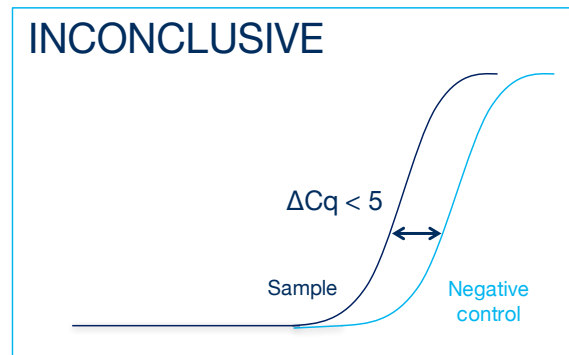 INCONCLUSIVE
ΔCq < 5
Sample
Negative
control